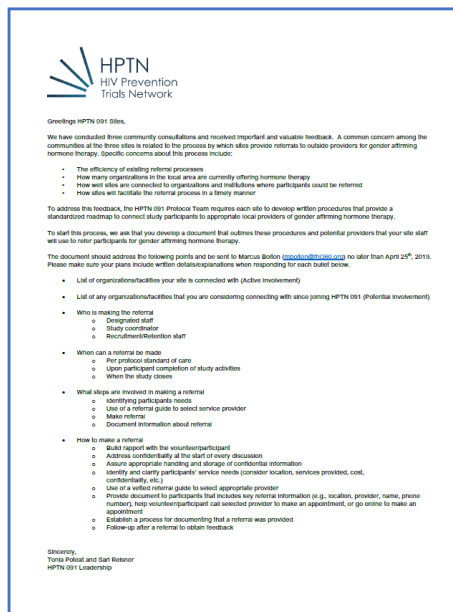 HPTN
HIV Prevention
Trials Network
Greetings HPTN 091 Sites,
We have conducted three community consultations and received important and valuable feedback. A common concern among the
communities at the three sites is related to the process by which sites provide referrals to outside providers for gender affirming
hormone therapy. Specific concerns about this process include:
• The efficiency of existing referral processes
• How many organizations in the local area are currently offering hormone therapy
• How well sites are connected to organizations and institutions where participants could be referred
• How sites will facilitate the referral process in a timely manner
To address this feedback, the HPTN 091 Protocol Team requires each site to develop written procedures that provide a
standardized roadmap to connect study participants to appropriate local providers of gender affirming hormone therapy.
To start this process, we ask that you develop a document that outlines these procedures and potential providers that your site staff
will use to refer participants for gender affirming hormone therapy.
The document should address the following points and be sent to Marcus Bolton (mbolton@fhi360.org) no later than April 25th, 2019.
Please make sure your plans include written details/explanations when responding for each bullet below.
• List of organizations/facilities your site is connected with (Active Involvement)
• List of any organizations/facilities that you are considering connecting with since joining HPTN 091 (Potential Involvement)
• Who is making the referral
o Designated staff
o Study coordinator
o Recruitment/Retention staff
• When can a referral be made
o Per protocol standard of care
o Upon participant completion of study activities
o When the study closes
• What steps are involved in making a referral
o Identifying participants needs
o Use of a referral guide to select service provider
o Make referral
o Document information about referral
• How to make a referral
o Build rapport with the volunteer/participant
o Address confidentiality at the start of every discussion
o Assure appropriate handling and storage of confidential information
o Identify and clarify participants' service needs (consider location, services provided, cost,
confidentiality, etc.)
o Use of a vetted referral guide to select appropriate provider
o Provide document to participants that includes key referral information (e.g., location, provider, name, phone
number), help volunteer/participant call selected provider to make an appointment, or go online to make an
appointment
o Establish a process for documenting that a referral was provided
o Follow-up after a referral to obtain feedback
Sincerely,
Tonia Poteat and Sari Reisner
HPTN 091 Leadership